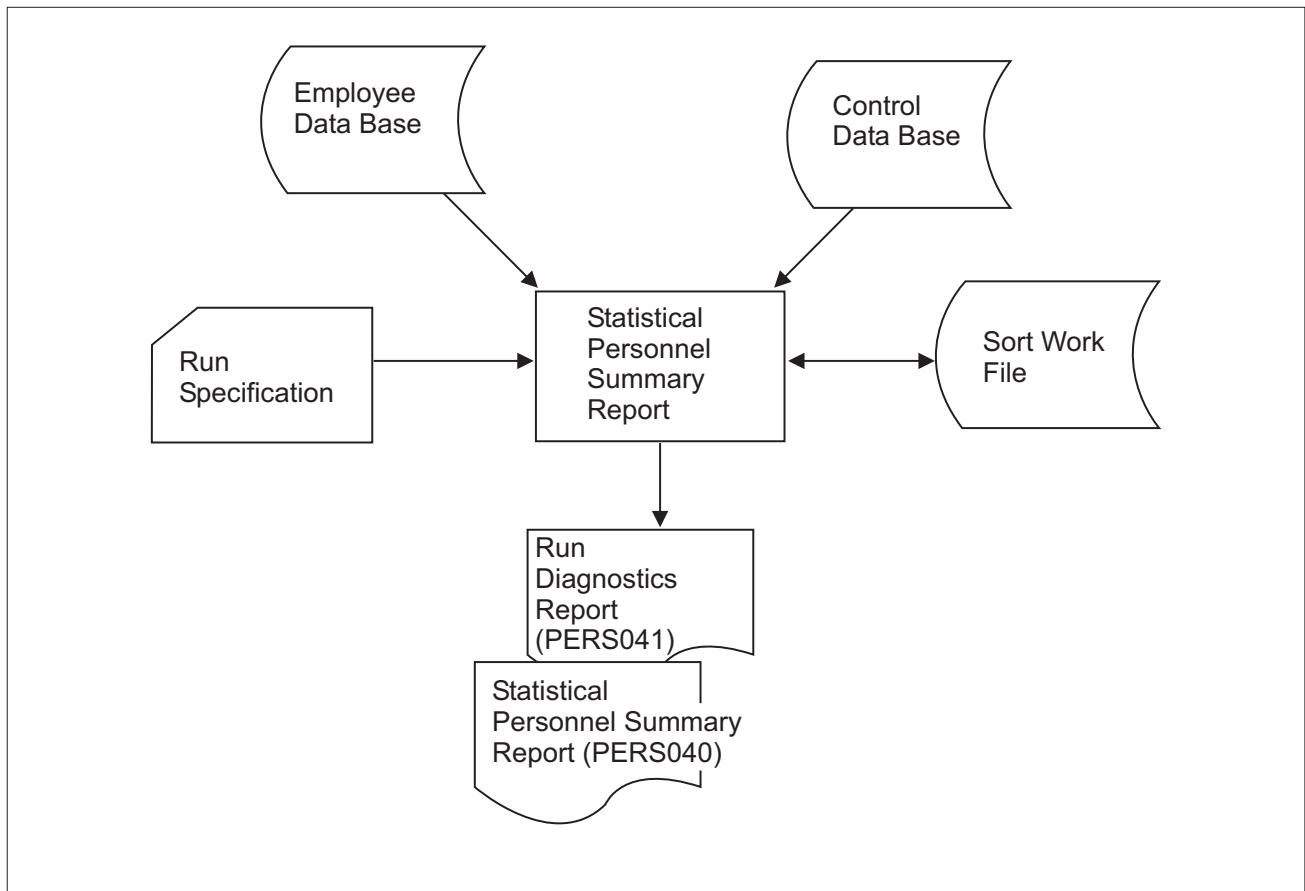 Employee
Data Base
Control
Data Base
Run
Specification
Statistical
Personnel
Summary
Report
Sort Work
File
Run
Diagnostics
Report
(PERS041)
Statistical
Personnel Summary
Report (PERS040)